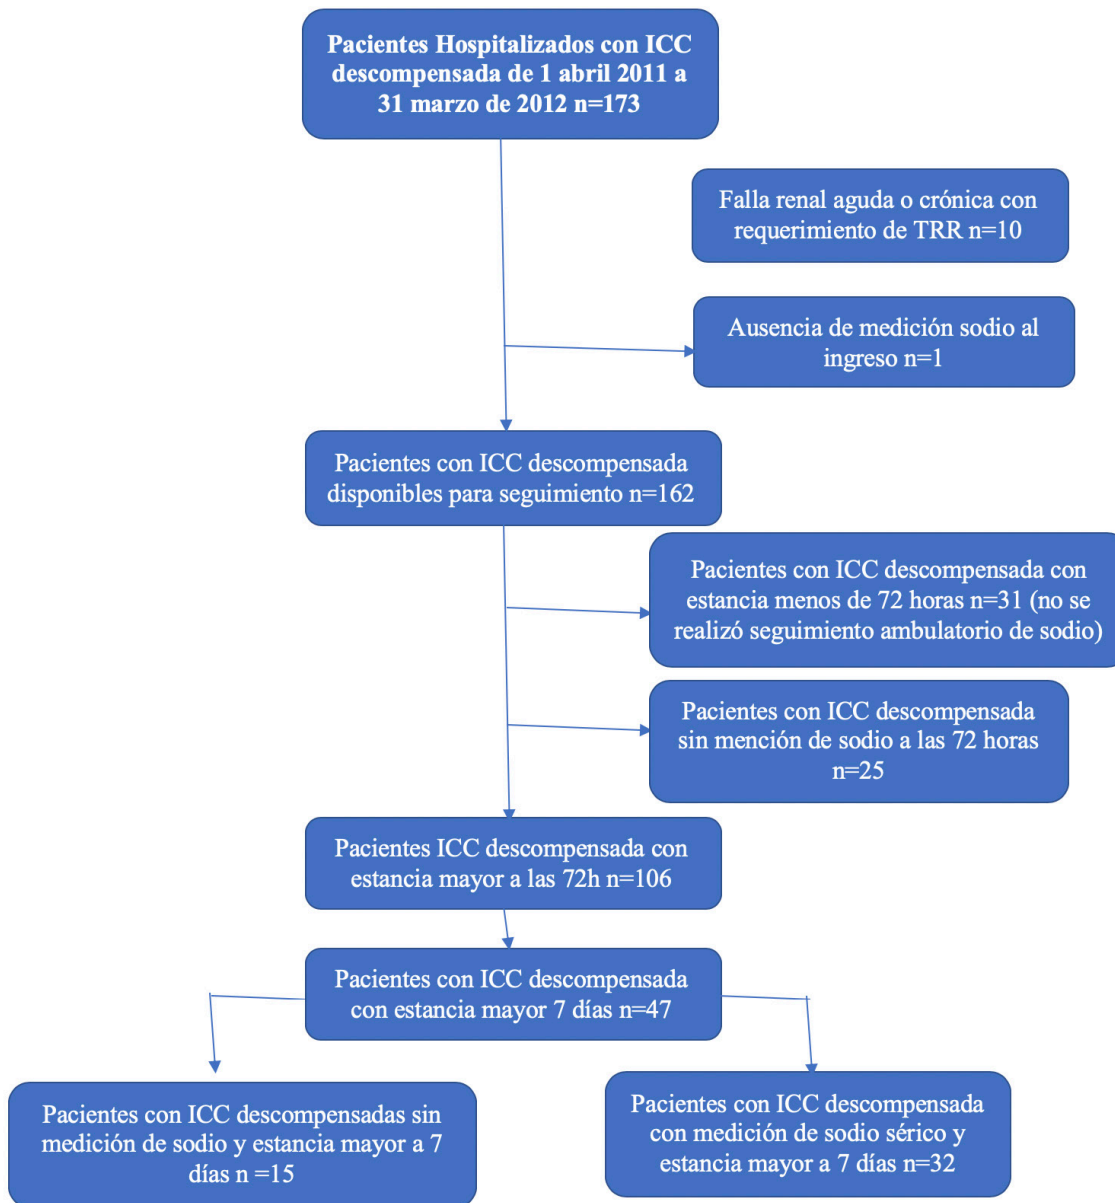 Pacientes Hospitalizados con ICC
descompensada de 1 abril 2011 a
31 marzo de 2012 n=173
Falla renal aguda o crónica con
requerimiento de TRR n=10
Ausencia de medición sodio al
ingreso n=1
Pacientes con ICC descompensada
disponibles para seguimiento n=162
Pacientes con ICC descompensada con
estancia menos de 72 horas n=31 (no se
realizó seguimiento ambulatorio de sodio)
Pacientes con ICC descompensada
sin mención de sodio a las 72 horas
n=25
Pacientes ICC descompensada con
estancia mayor a las 72h n=106
Pacientes con ICC descompensada
con estancia mayor 7 días n=47
Pacientes con ICC descompensadas sin
medición de sodio y estancia mayor a 7
días n =15
Pacientes con ICC descompensada
con medición de sodio sérico y
estancia mayor a 7 días n=32